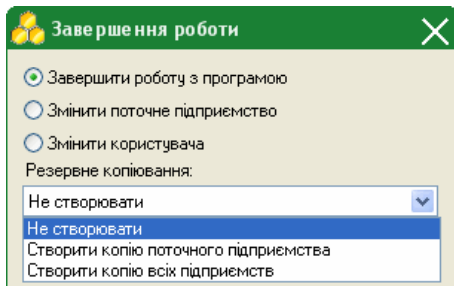 Завершення роботи
Завершити роботу з програмою
Змінити поточне підприємство
Змінити користувача
Резервне копіювання:
Не створювати
Не створювати
Створити копію поточного підприємства
Створити копію всіх підприємств